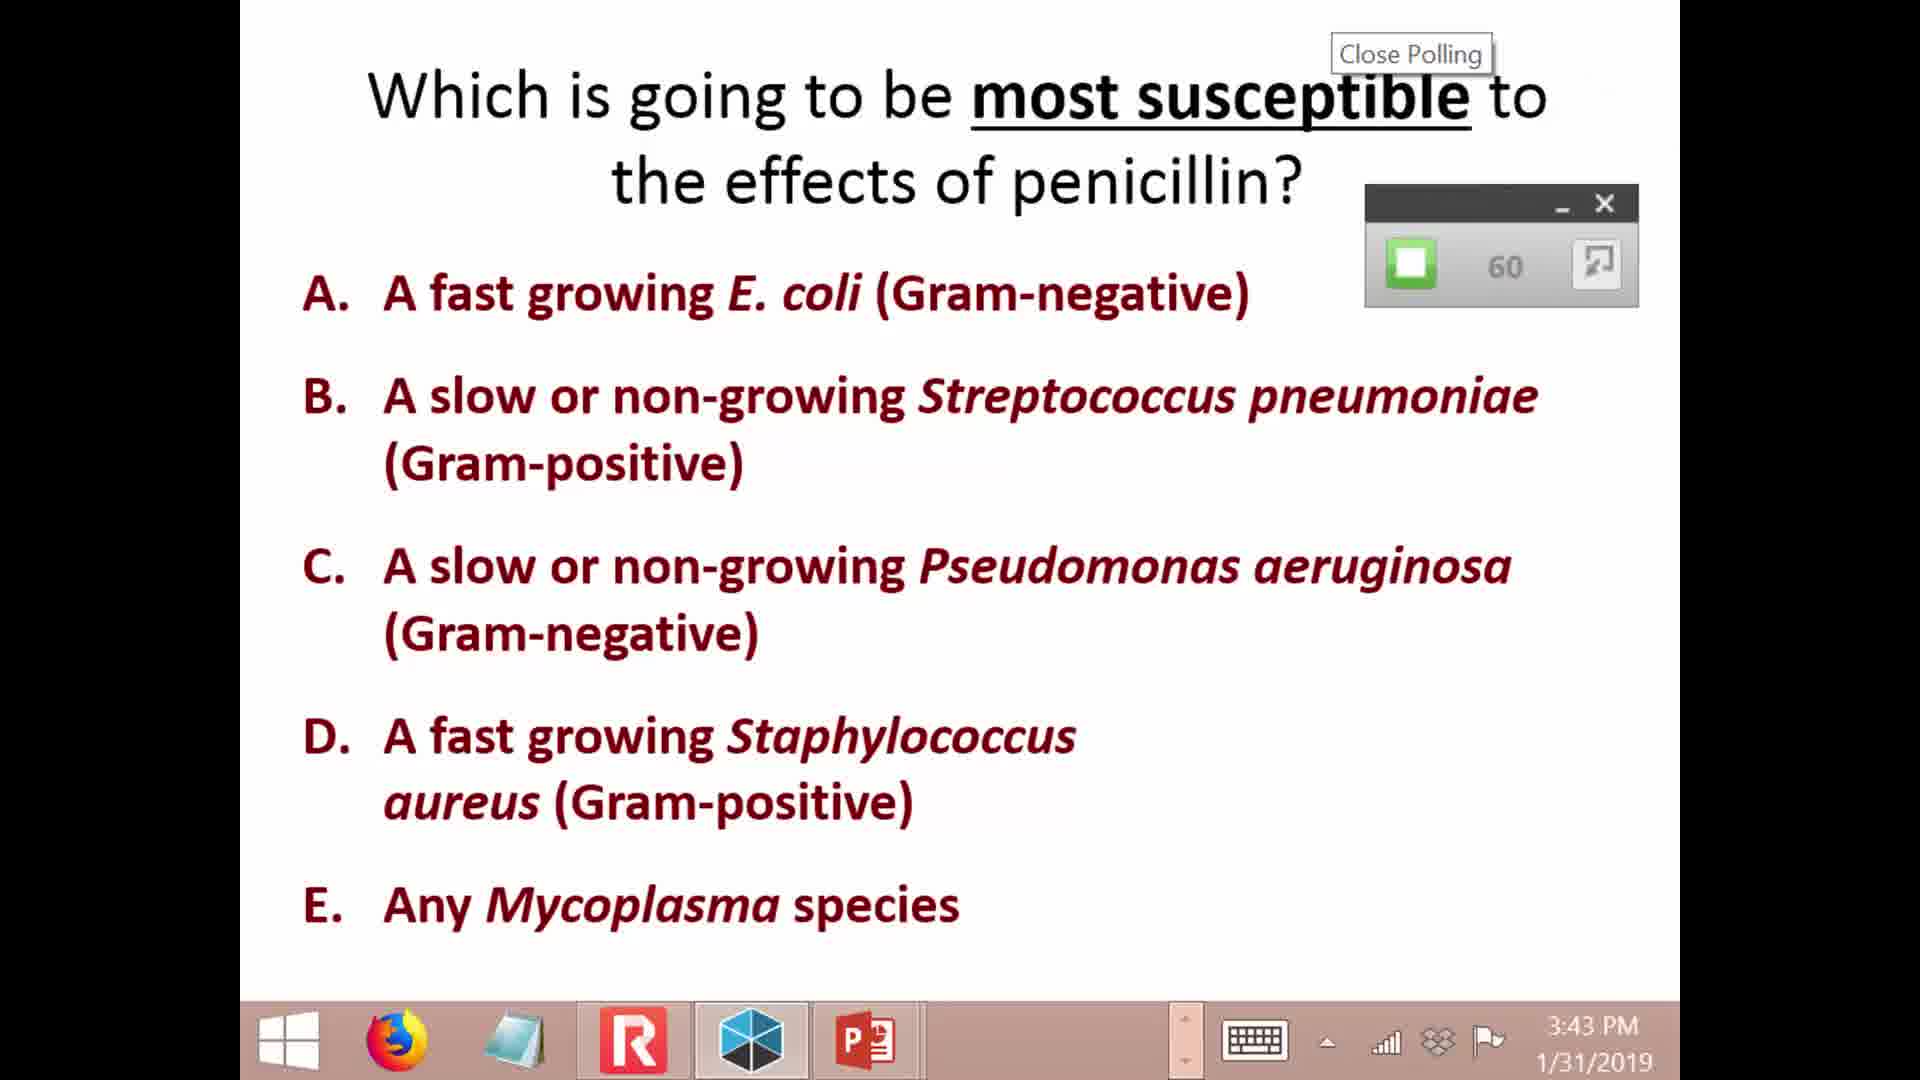 Close Polling
Which is going to be most susceptible to
the effects of penicillin?
60
A. A fast growing E. coli (Gram-negative)
B. A slow or non-growing Streptococcus pneumoniae
(Gram-positive)
C. A slow or non-growing Pseudomonas aeruginosa
(Gram-negative)
D. A fast growing Staphylococcus
aureus (Gram-positive)
E. Any Mycoplasma species
3:43 PM
1/31/2019